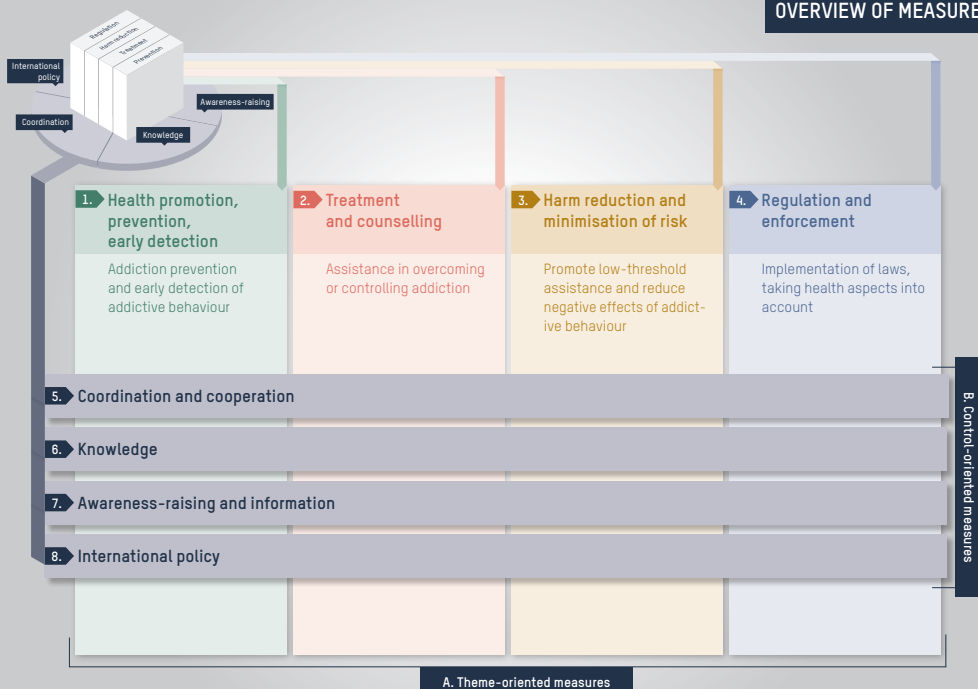 OVERVIEW OF MEASURE
Regulation
Harm reduction
Treatment
Prevention
International
policy
Awareness-raising
Coordination
Knowledge
1. Health promotion,
prevention,
early detection
Addiction prevention
and early detection of
addictive behaviour
2. Treatment
and counselling
Assistance in overcoming
or controlling addiction
3. Harm reduction and
minimisation of risk
Promote low-threshold
assistance and reduce
negative effects of addict-
ive behaviour
4. Regulation and
enforcement
Implementation of laws,
taking health aspects into
account
5. Coordination and cooperation
6. Knowledge
7. Awareness-raising and information
8. International policy
B. Control-oriented measures
A. Theme-oriented measures